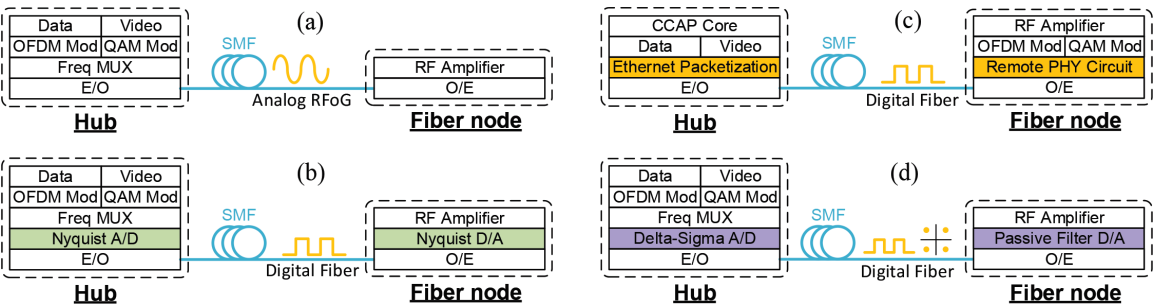 (a)
Data Video
OFDM Mod QAM Mod
Freq MUX
E/O
Hub
SMF
Analog RFoG
RF Amplifier
O/E
Fiber node
(c)
CCAP Core
Data Video
Ethernet Packetization
E/O
Hub
SMF
Digital Fiber
RF Amplifier
OFDM Mod QAM Mod
Remote PHY Circuit
O/E
Fiber node
(b)
Data Video
OFDM Mod QAM Mod
Freq MUX
Nyquist A/D
E/O
Hub
SMF
Digital Fiber
RF Amplifier
Nyquist D/A
O/E
Fiber node
(d)
Data Video
OFDM Mod QAM Mod
Freq MUX
Delta-Sigma A/D
E/O
Hub
SMF
Digital Fiber
RF Amplifier
Passive Filter D/A
O/E
Fiber node